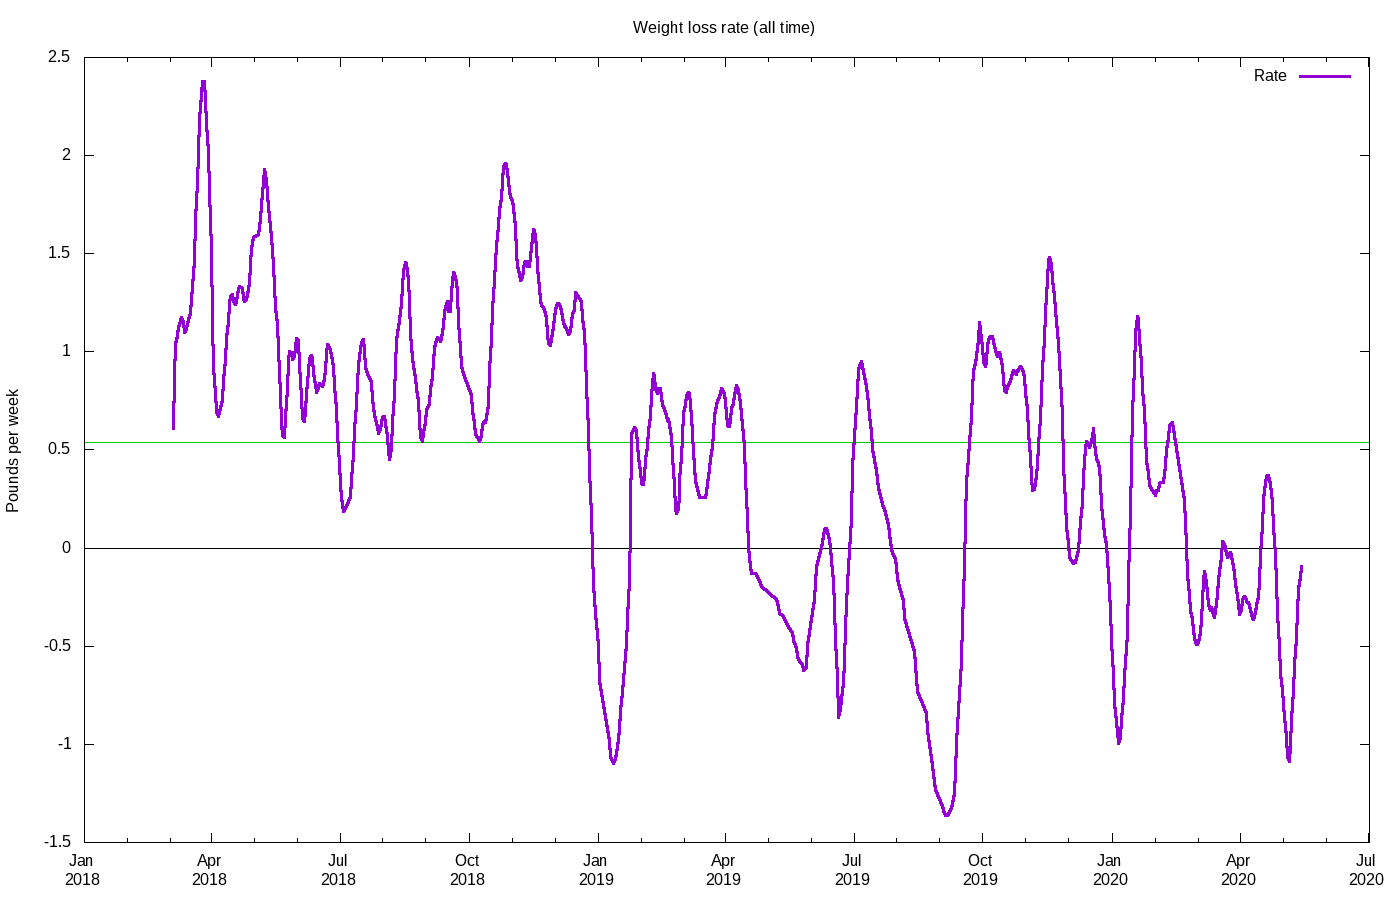 Weight loss rate (all time)
Rate
Pounds per week
2.5
2
1.5
1
0.5
0
-0.5
-1
-1.5
Jan Apr Jul Oct Jan Apr Jul Oct Jan Apr Jul
2018 2018 2018 2018 2019 2019 2019 2019 2020 2020 2020